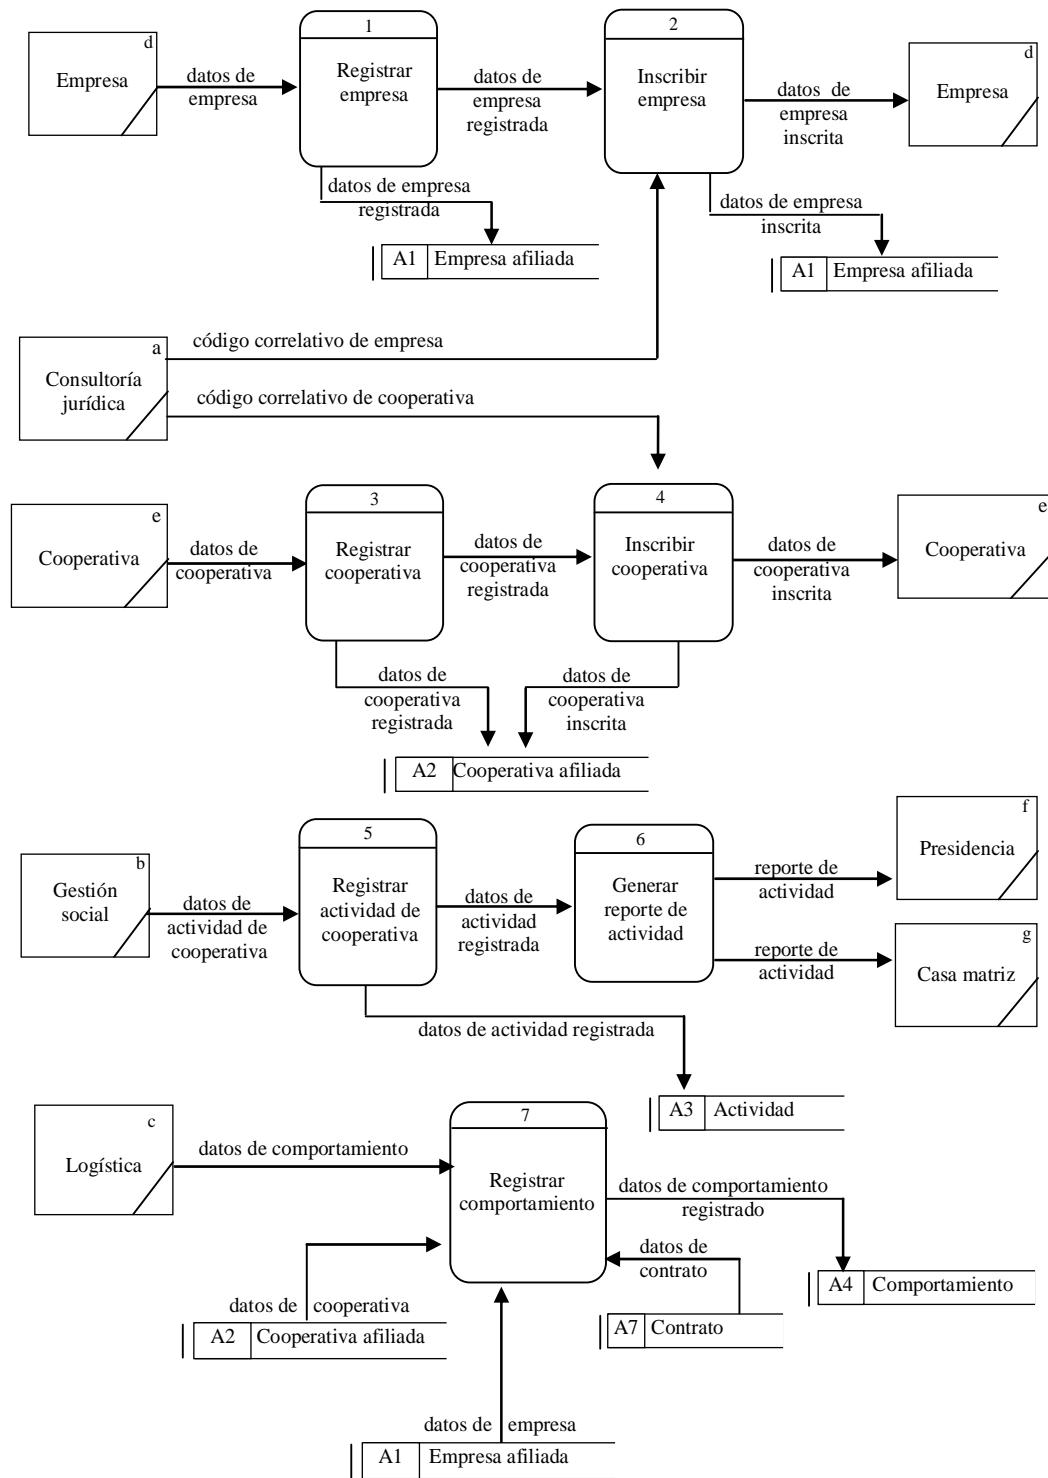 d
Empresa
datos de
empresa
1
Registrar
empresa
datos de
empresa
registrada
2
Inscribir
empresa
datos de
empresa
inscrita
d
Empresa
datos de empresa
registrada
A1 Empresa afiliada
datos de empresa
inscrita
A1 Empresa afiliada
a
Consultoría
jurídica
código correlativo de empresa
código correlativo de cooperativa
e
Cooperativa
datos de
cooperativa
3
Registrar
cooperativa
datos de
cooperativa
registrada
4
Inscribir
cooperativa
datos de
cooperativa
inscrita
e
Cooperativa
datos de
cooperativa
registrada
datos de
cooperativa
inscrita
A2 Cooperativa afiliada
b
Gestión
social
datos de
actividad de
cooperativa
5
Registrar
actividad de
cooperativa
datos de
actividad
registrada
6
Generar
reporte de
actividad
reporte de
actividad
f
Presidencia
reporte de
actividad
g
Casa matriz
datos de actividad registrada
A3 Actividad
c
Logística
datos de comportamiento
7
Registrar
comportamiento
datos de comportamiento
registrado
A4 Comportamiento
datos de
contrato
A7 Contrato
datos de cooperativa
A2 Cooperativa afiliada
datos de empresa
A1 Empresa afiliada